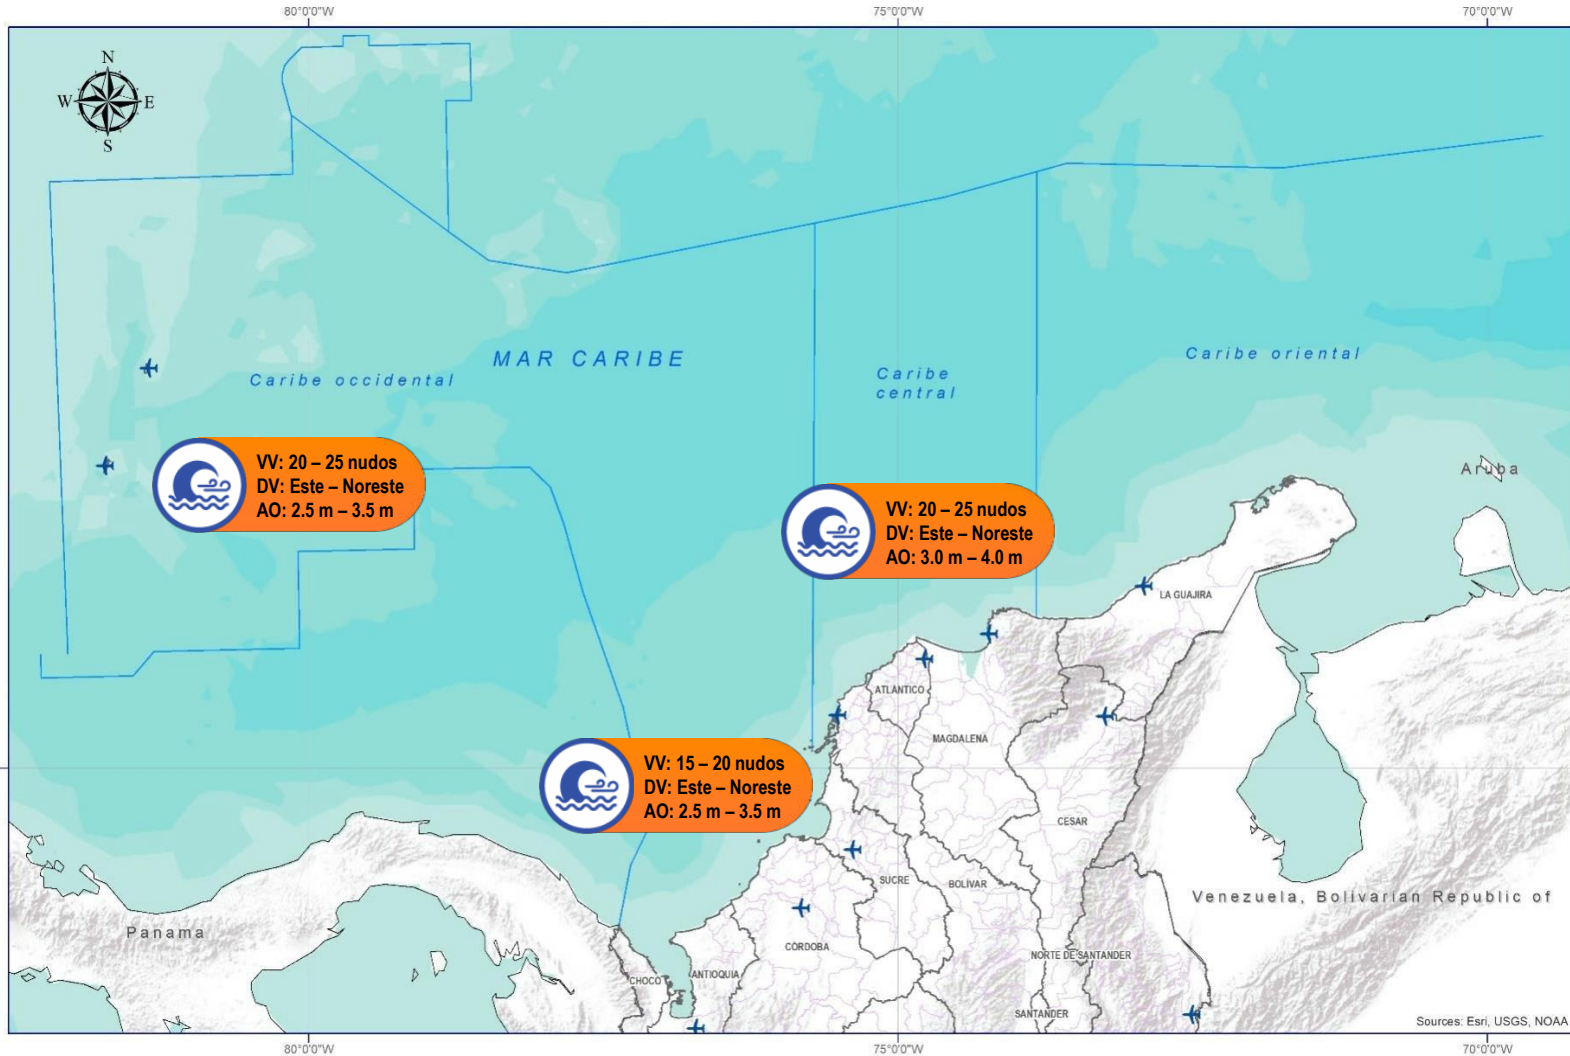 80°0'0"W
75°0'0"W
70°0'0"W
N
W
E
S
MAR CARIBE
Caribe occidental
Caribe
central
Caribe oriental
VV: 20 – 25 nudos
DV: Este – Noreste
AO: 2.5 m – 3.5 m
Aruba
VV: 20 – 25 nudos
DV: Este – Noreste
AO: 3.0 m – 4.0 m
LA GUAJIRA
ATLÁNTICO
MAGDALENA
VV: 15 – 20 nudos
DV: Este – Noreste
AO: 2.5 m – 3.5 m
CESAR
SUCRE
BOLÍVAR
Venezuela, Bolivarian Republic of
Panama
CÓRDOBA
NORTE DE SANTANDER
CHOCÓ
ANTIOQUIA
SANTANDER
Sources: Esri, USGS, NOAA
80°0'0"W
75°0'0"W
70°0'0"W